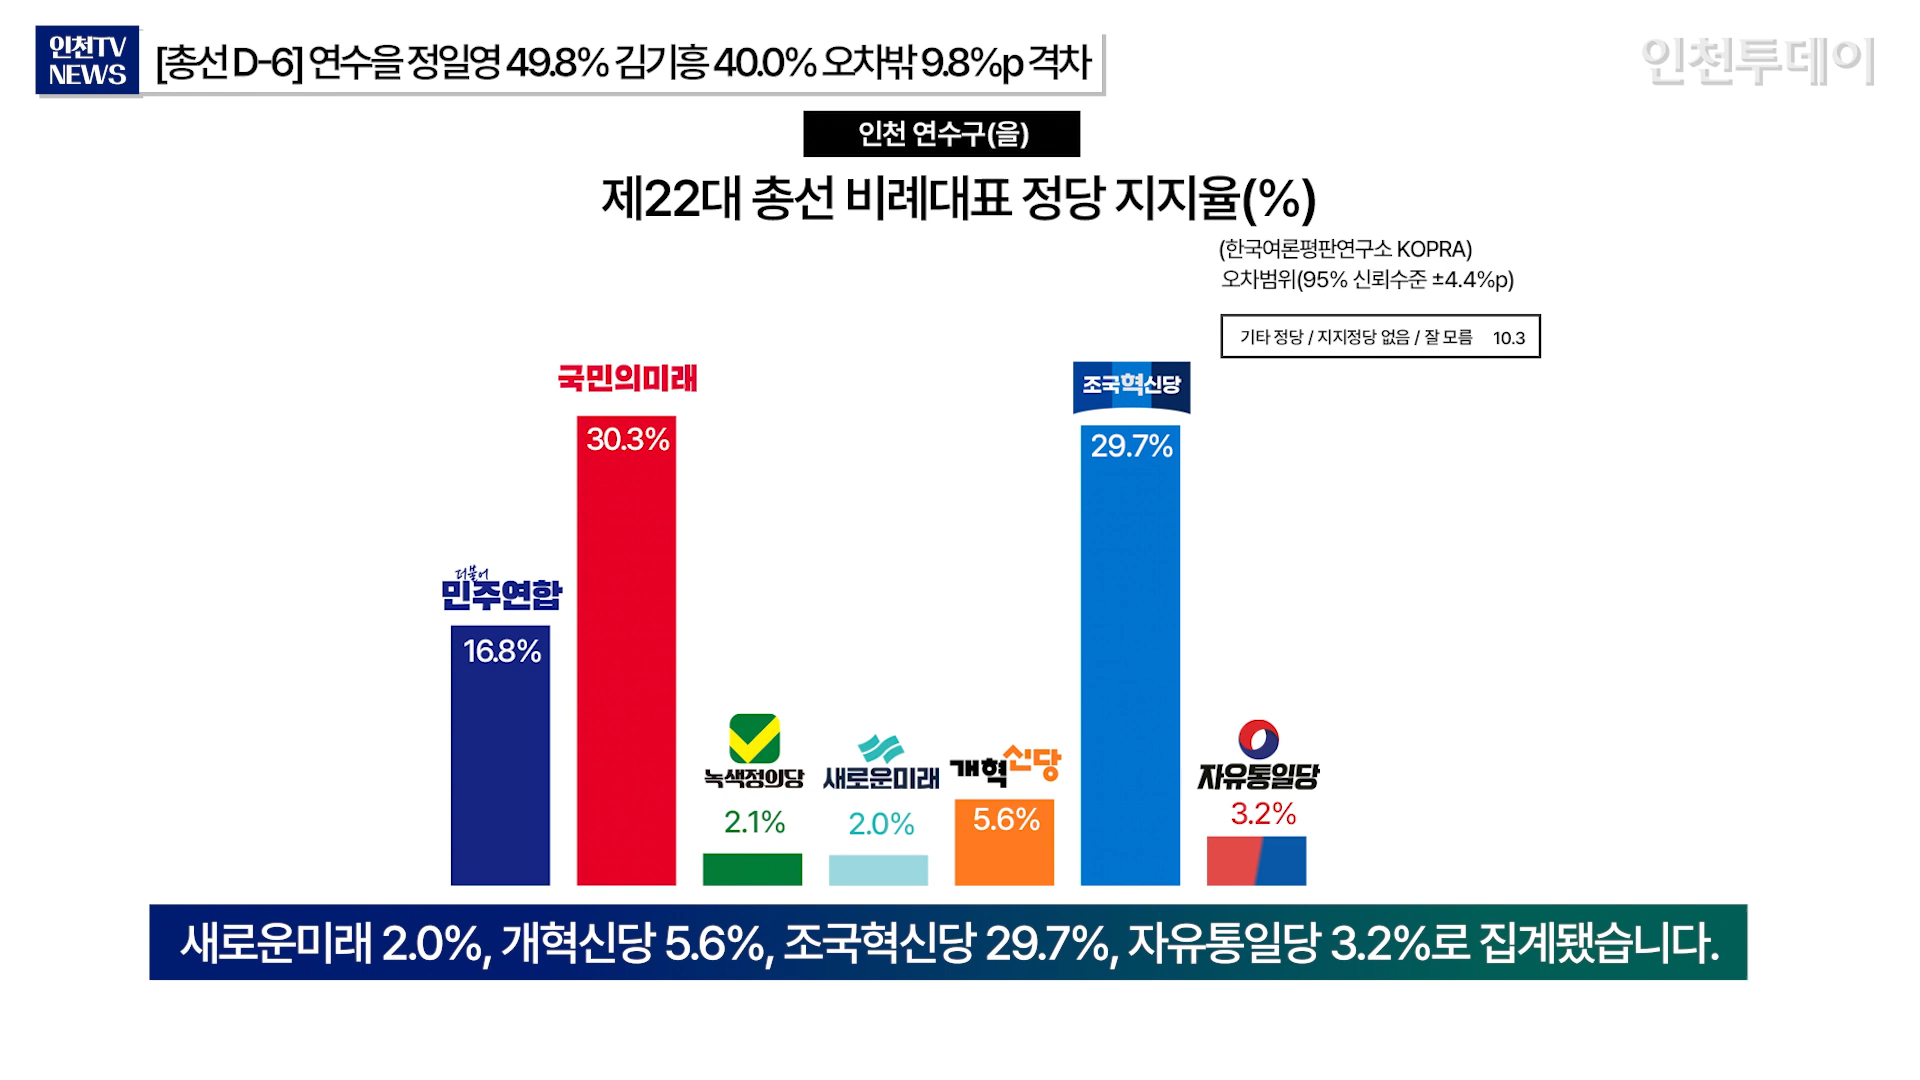 인천TV
NEWS
[총선 D-6] 연수을 정일영 49.8% 김기흥 40.0% 오차밖 9.8%p 격차
인천투데이
인천 연수구(을)
제22대 총선 비례대표 정당 지지율(%)
(한국여론평판연구소 KOPRA)
오차범위(95% 신뢰수준 ±4.4%p)
기타 정당 / 지지정당 없음 / 잘 모름 10.3
더불어
민주연합
16.8%
국민의미래
30.3%
녹색정의당
2.1%
새로운미래
2.0%
개혁신당
5.6%
조국혁신당
29.7%
자유통일당
3.2%
새로운미래 2.0%, 개혁신당 5.6%, 조국혁신당 29.7%, 자유통일당 3.2%로 집계됐습니다.